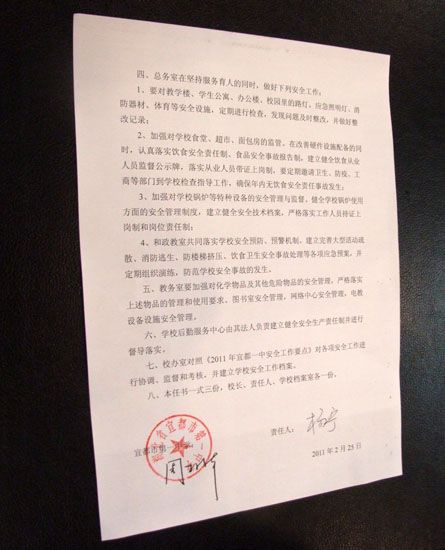 四、总务室在坚持服务育人的同时，做好下列安全工作：
1、要对教学楼、学生公寓、办公楼、校园里的路灯，应急照明灯、消
防器材、体育等安全设施，定期进行检查，发现问题及时整改，并做好整
改记录；
2、加强对学校食堂、超市、面包房的监管，在改善硬件设施配备的同
时，认真落实饮食安全责任制、食品安全事故报告制，建立健全饮食从业
人员监督公示牌，落实从业人员带证上岗制，要定期邀请卫生、防疫、工
商等部门到学校检查指导工作，确保年内无饮食安全责任事故发生；
3、加强对学校锅炉等特种设备的安全管理与监督，健全学校锅炉使用
方面的安全管理制度，建立健全安全技术档案，严格落实工作人员持证上
岗制和岗位责任制；
4、和政教室共同落实学校安全预防、预警机制，建立完善大型活动疏
散、消防逃生、防楼梯挤压、饮食卫生安全事故处理等各项应急预案，并
定期组织演练，防范学校安全事故的发生。
五、教务室要加强对化学物品及其他危险物品的安全管理，严格落实
上述物品的管理和使用要求、图书室安全管理，网络中心安全管理，电教
设备设施安全管理。
六、学校后勤服务中心由其法人负责建立健全安全生产责任制并进行
督导落实。
七、校办室对照《2011年宜都一中安全工作要点》对各项安全工作进
行协调、监督和考核，并建立学校安全工作档案。
八、本任书一式三份，校长、责任人、学校档案室各一份。
责任人：
宜都市第一
2011年2月25日